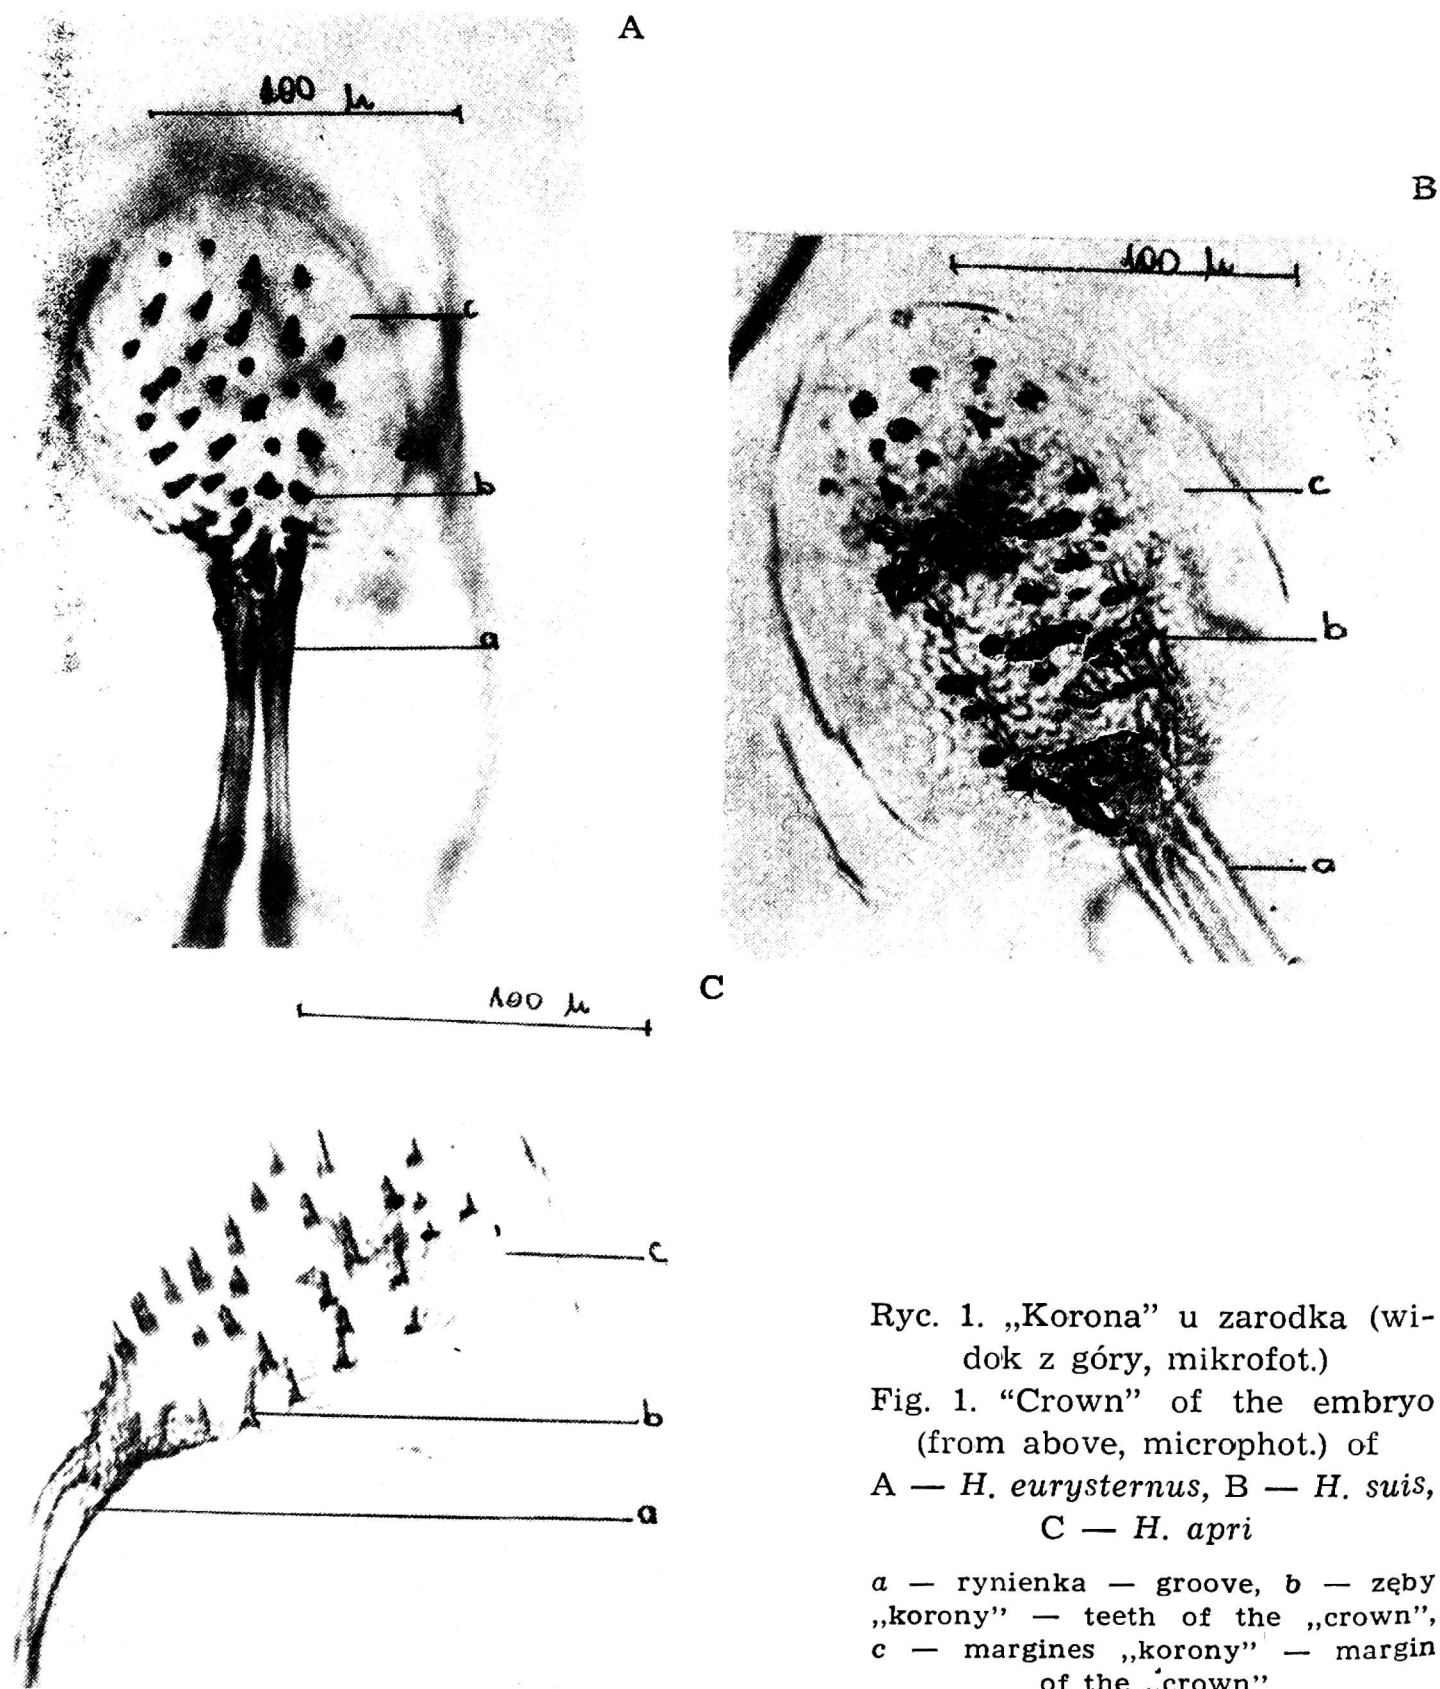 A
100 μ
c
b
a
B
100 μ
c
b
a
C
100 μ
c
b
a
Ryc. 1. „Korona” u zarodka (wi-
dok z góry, mikrofot.)
Fig. 1. “Crown” of the embryo
(from above, microphot.) of
A — H. eurysternus, B — H. suis,
C — H. apri
a — rynienka — groove, b — zęby
„korony” — teeth of the „crown”,
c — margines „korony” — margin
of the „crown”